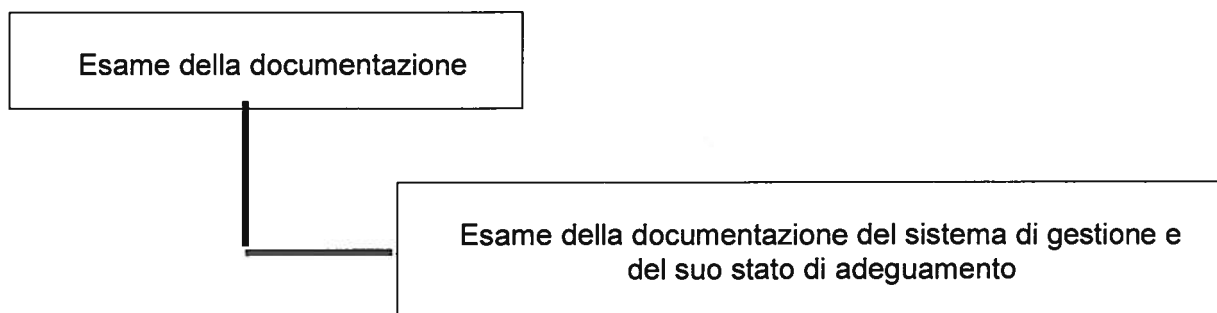 Esame della documentazione
Esame della documentazione del sistema di gestione e
del suo stato di adeguamento